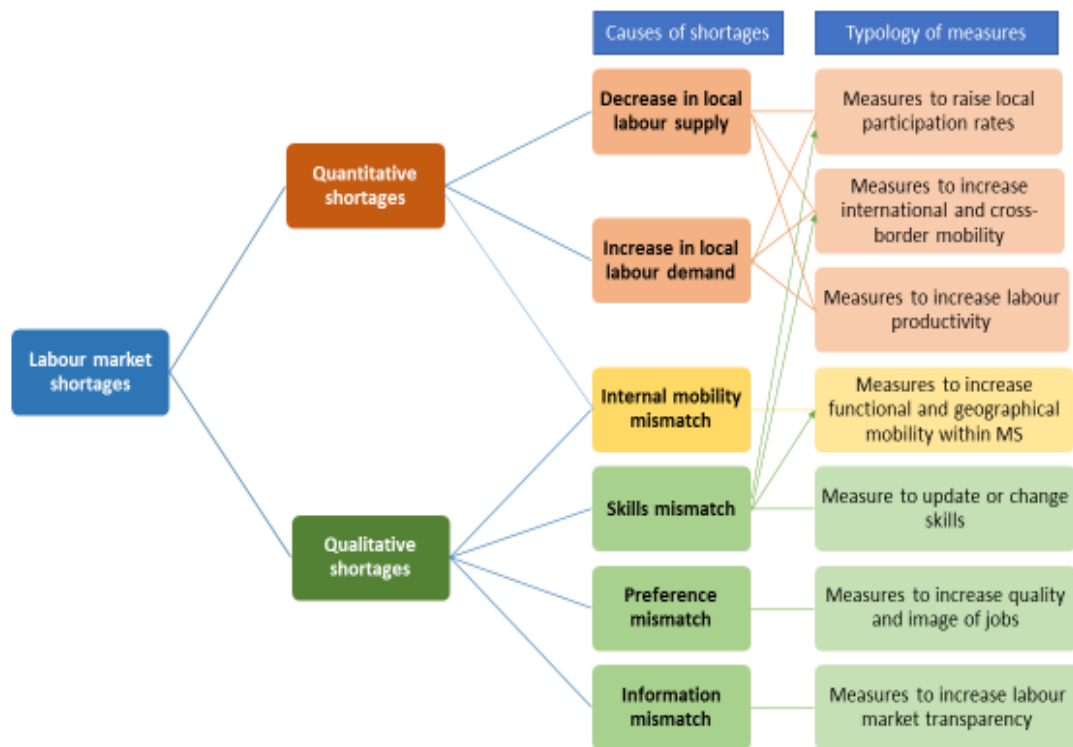 Causes of shortages
Typology of measures
Decrease in local
labour supply
Measures to raise local
participation rates
Quantitative
shortages
Measures to increase
international and cross-
border mobility
Increase in local
labour demand
Measures to increase labour
productivity
Labour market
shortages
Internal mobility
mismatch
Measures to increase
functional and geographical
mobility within MS
Skills mismatch
Measure to update or change
skills
Qualitative
shortages
Preference
mismatch
Measures to increase quality
and image of jobs
Information
mismatch
Measures to increase labour
market transparency